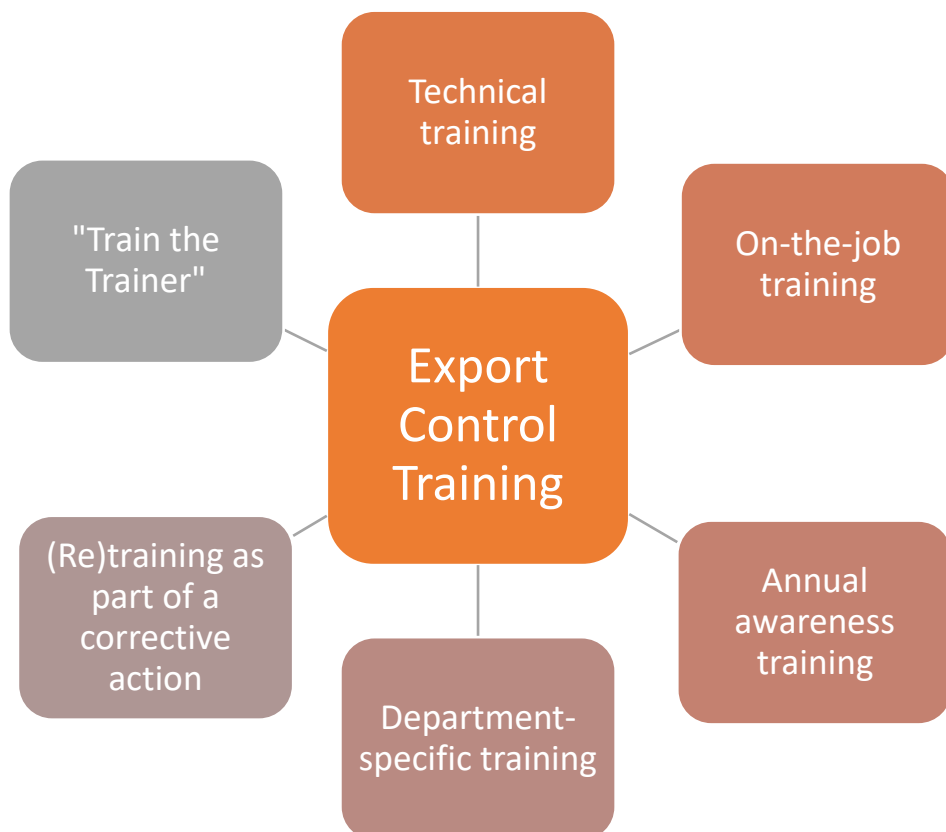 Technical
training
"Train the
Trainer"
On-the-job
training
Export
Control
Training
(Re)training as
part of a
corrective
action
Annual
awareness
training
Department-
specific training